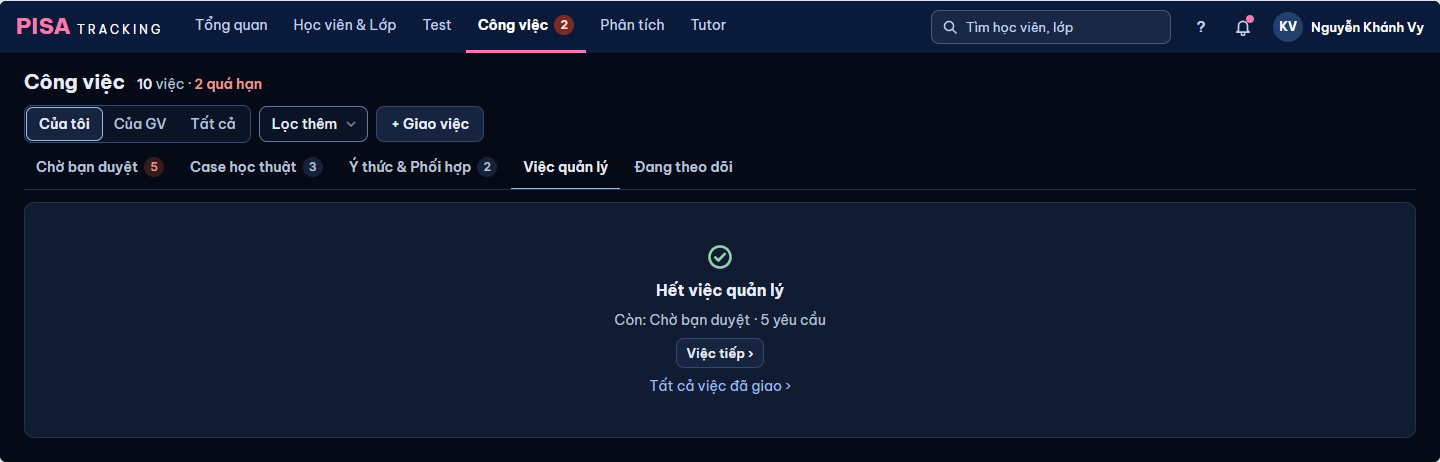 PISA TRACKING Tổng quan Học viên & Lớp Test Công việc 2 Phân tích Tutor Tìm học viên, lớp ? KV Nguyễn Khánh Vy
Công việc 10 việc · 2 quá hạn
Của tôi Của GV Tất cả Lọc thêm + Giao việc
Chờ bạn duyệt 5 Case học thuật 3 Ý thức & Phối hợp 2 Việc quản lý Đang theo dõi
Hết việc quản lý
Còn: Chờ bạn duyệt · 5 yêu cầu
Việc tiếp ›
Tất cả việc đã giao ›